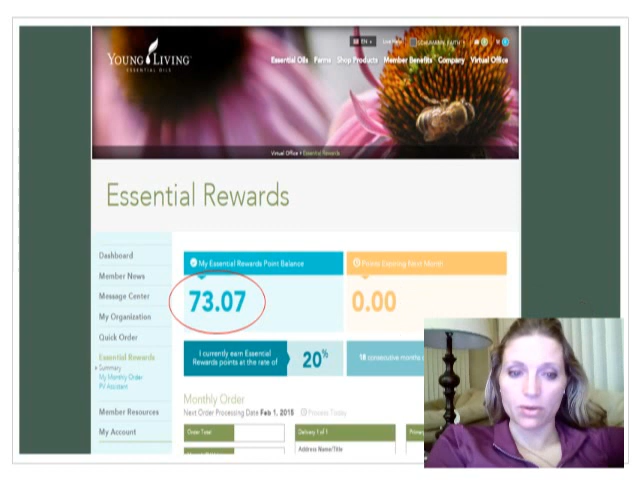 EN
YOUNG LIVING
ESSENTIAL OILS
Essential Oils Farms Shop Products Member Benefits Company Virtual Office
Virtual Office › Essential Rewards
Essential Rewards
Dashboard
Member News
Message Center
My Organization
Quick Order
Essential Rewards
Summary
My Monthly Order
PV Assistant
Member Resources
My Account
My Essential Rewards Point Balance
73.07
Points Expiring Next Month
0.00
I currently earn Essential
Rewards points at the rate of
20%
18 consecutive months
Monthly Order
Next Order Processing Date Feb 1, 2015 Process Today
Order Total
Delivery 1 of 1
Address Name/Title